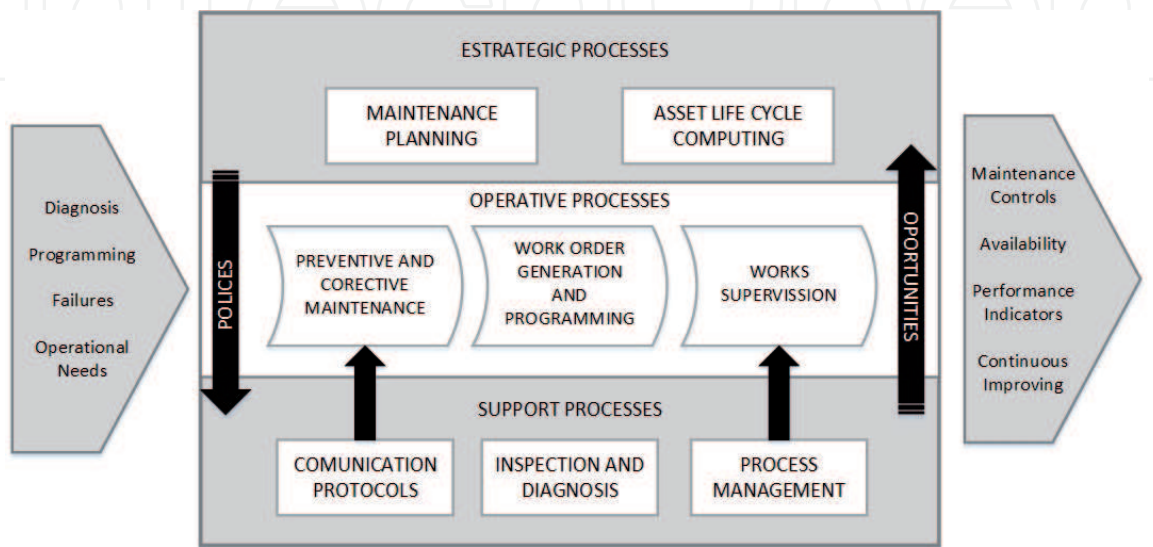 ESTRATEGIC PROCESSES
MAINTENANCE
PLANNING
ASSET LIFE CYCLE
COMPUTING
Diagnosis
Programming
Failures
Operational
Needs
POLICES
OPERATIVE PROCESSES
PREVENTIVE AND
CORECTIVE
MAINTENANCE
WORK ORDER
GENERATION
AND
PROGRAMMING
WORKS
SUPERVISSION
OPORTUNITIES
SUPPORT PROCESSES
COMUNICATION
PROTOCOLS
INSPECTION AND
DIAGNOSIS
PROCESS
MANAGEMENT
Maintenance
Controls
Availability
Performance
Indicators
Continuous
Improving